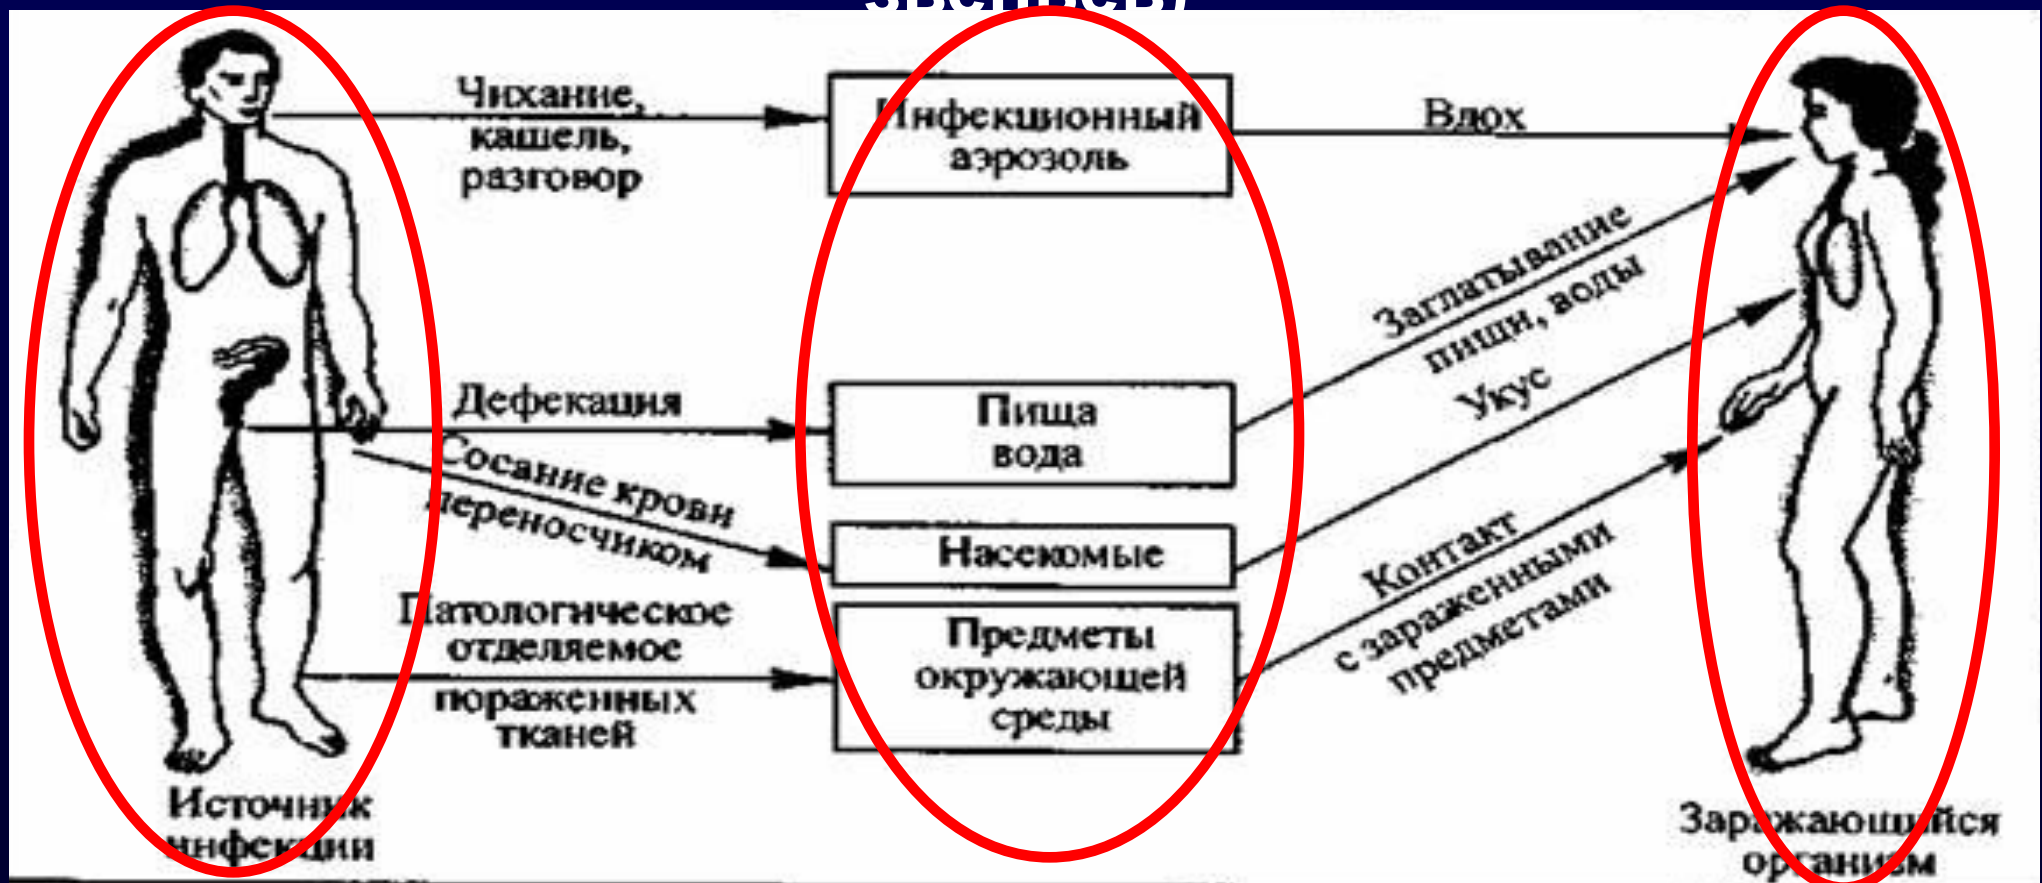 Чихание,
кашель,
разговор
Инфекционный
аэрозоль
Вдох
Заглатывание
пищи, воды
Дефекация
Пища
вода
Укус
Сосание крови
переносчиком
Насекомые
Контакт
с зараженными
предметами
Патологическое
отделяемое
пораженных
тканей
Предметы
окружающей
среды
Источник
инфекции
Заражающийся
организм